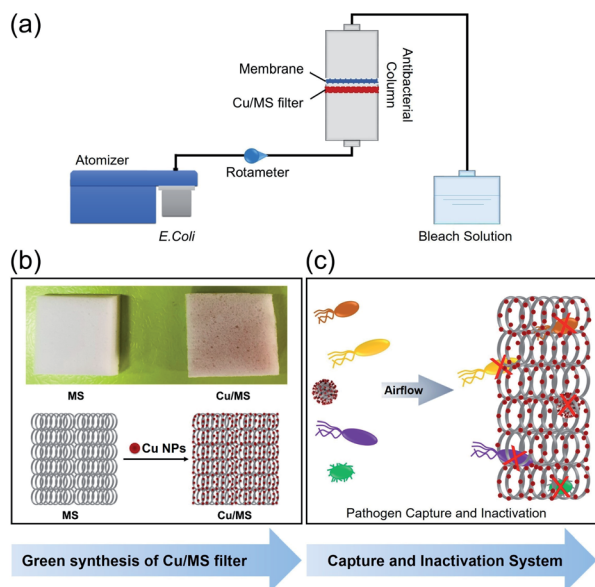 (a)
Membrane
Cu/MS filter
Antibacterial
Column
Atomizer
Rotameter
E.Coli
Bleach Solution
(b)
MS
Cu/MS
Cu NPs
MS
Cu/MS
(c)
Airflow
Pathogen Capture and Inactivation
Green synthesis of Cu/MS filter
Capture and Inactivation System